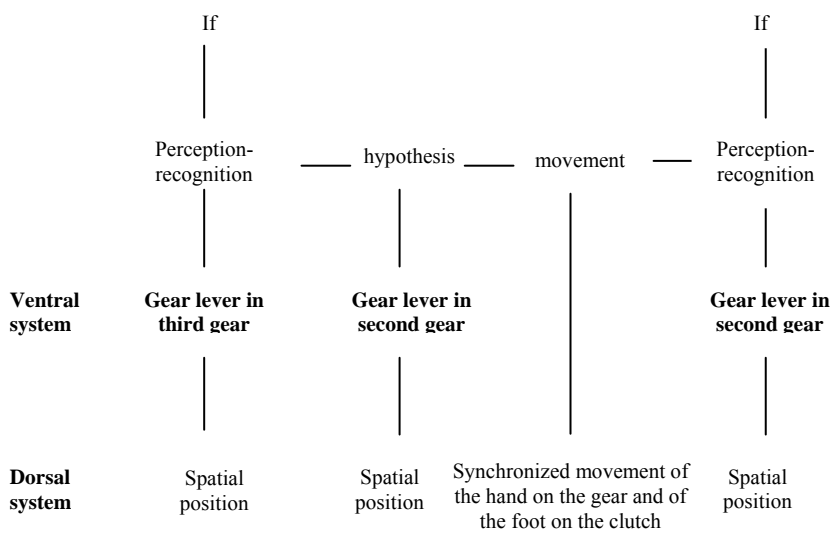 If
If
Perception-
recognition
hypothesis
movement
Perception-
recognition
Ventral
system
Gear lever in
third gear
Gear lever in
second gear
Gear lever in
second gear
Dorsal
system
Spatial
position
Spatial
position
Synchronized movement of
the hand on the gear and of
the foot on the clutch
Spatial
position